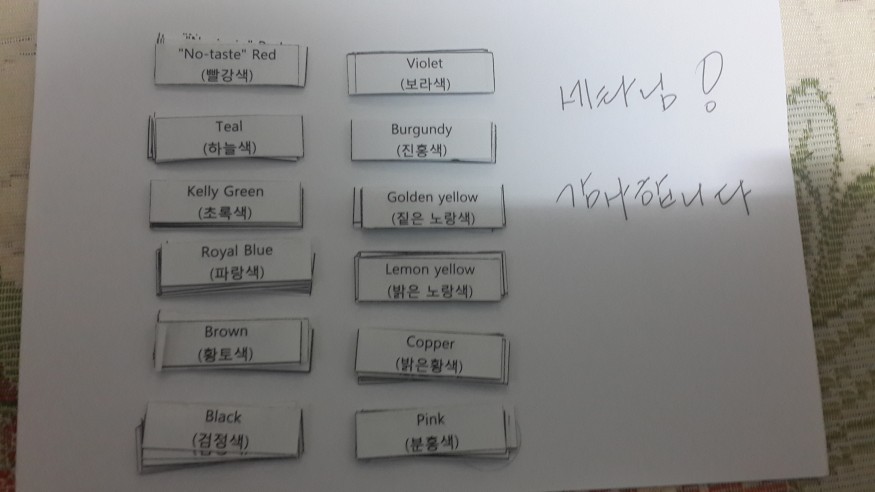 "No-taste" Red
(빨강색)
Teal
(하늘색)
Kelly Green
(초록색)
Royal Blue
(파랑색)
Brown
(황토색)
Black
(검정색)
Violet
(보라색)
Burgundy
(진홍색)
Golden yellow
(짙은 노랑색)
Lemon yellow
(밝은 노랑색)
Copper
(밝은황색)
Pink
(분홍색)
감사합니다